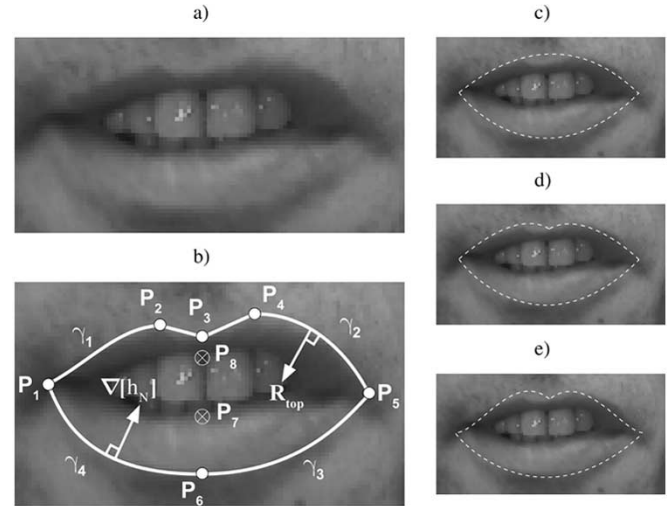 a)
c)
d)
b)
P2
P3
P4
γ1
γ2
P8
P1
∇[hN]
Rtop
P5
P7
γ4
γ3
P6
e)